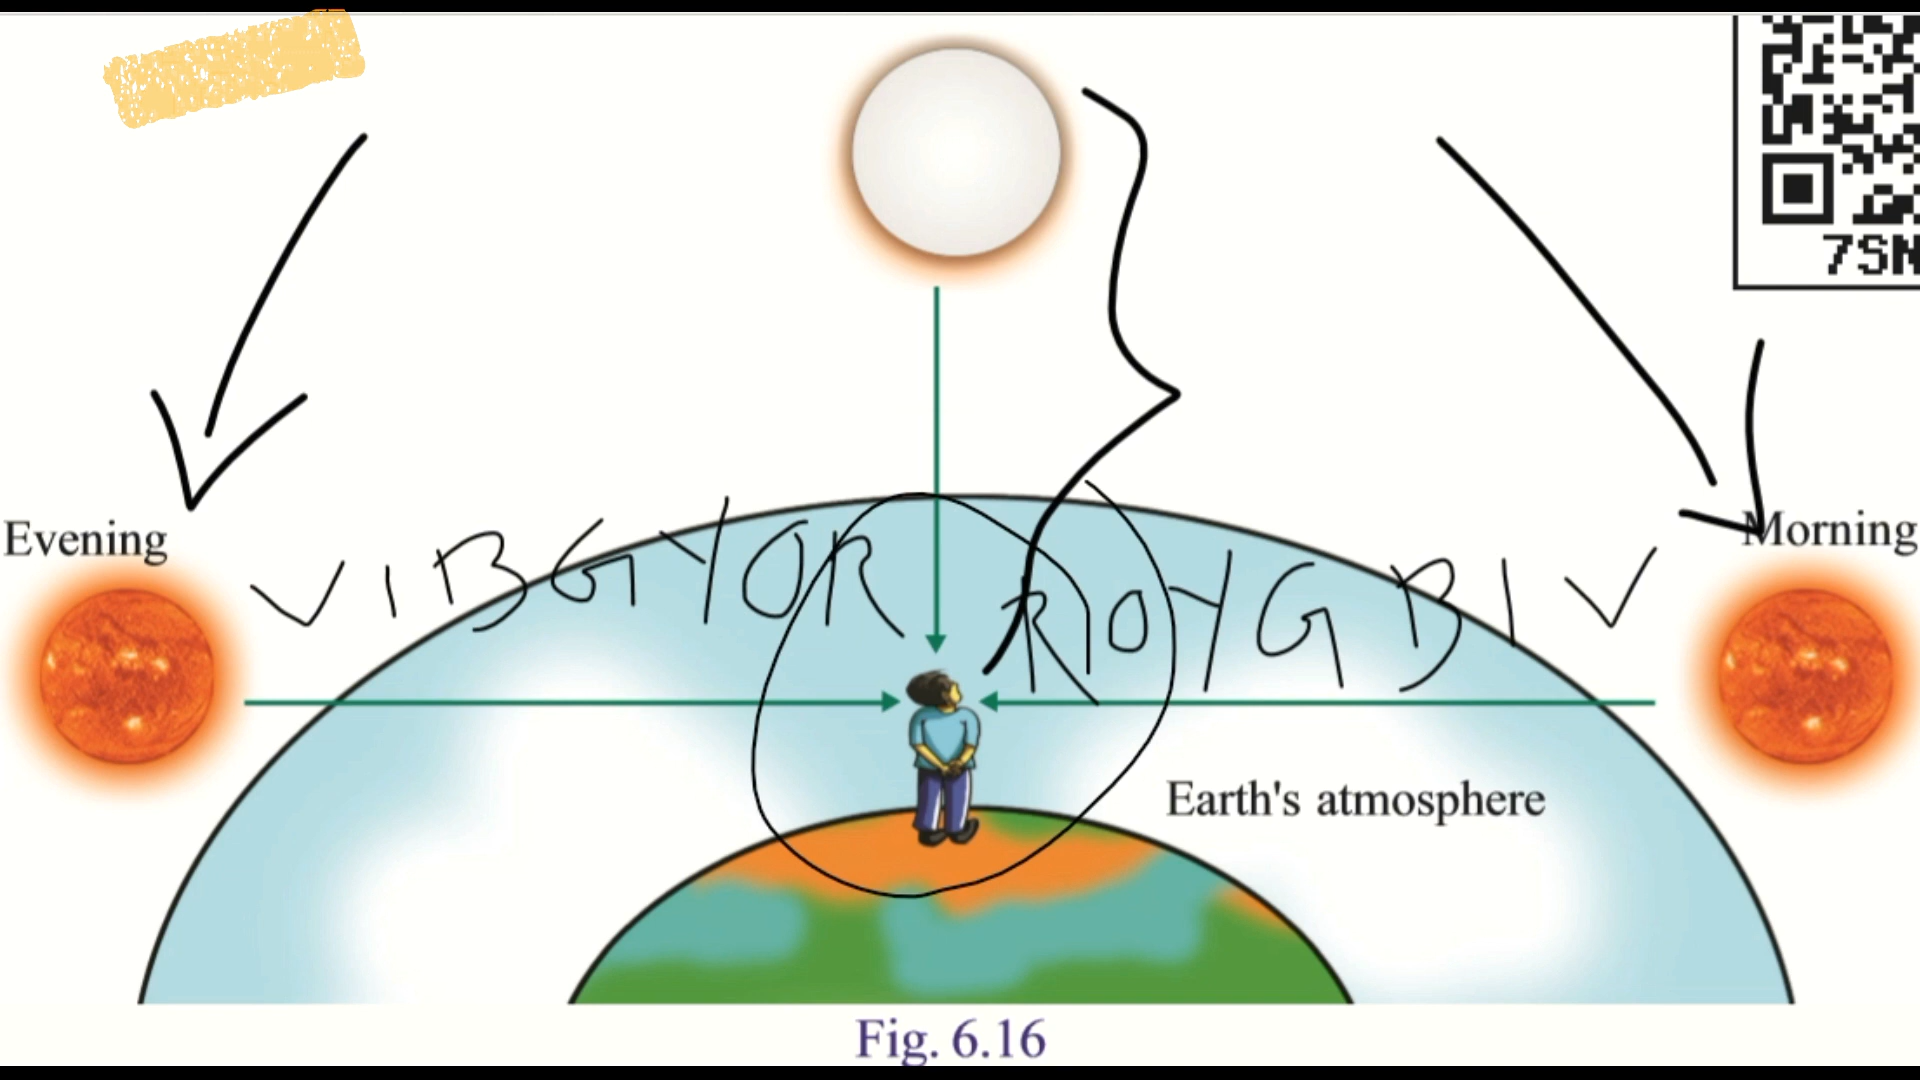 7SN
Evening
Morning
VIBGYOR
ROYGBIV
Earth's atmosphere
Fig. 6.16